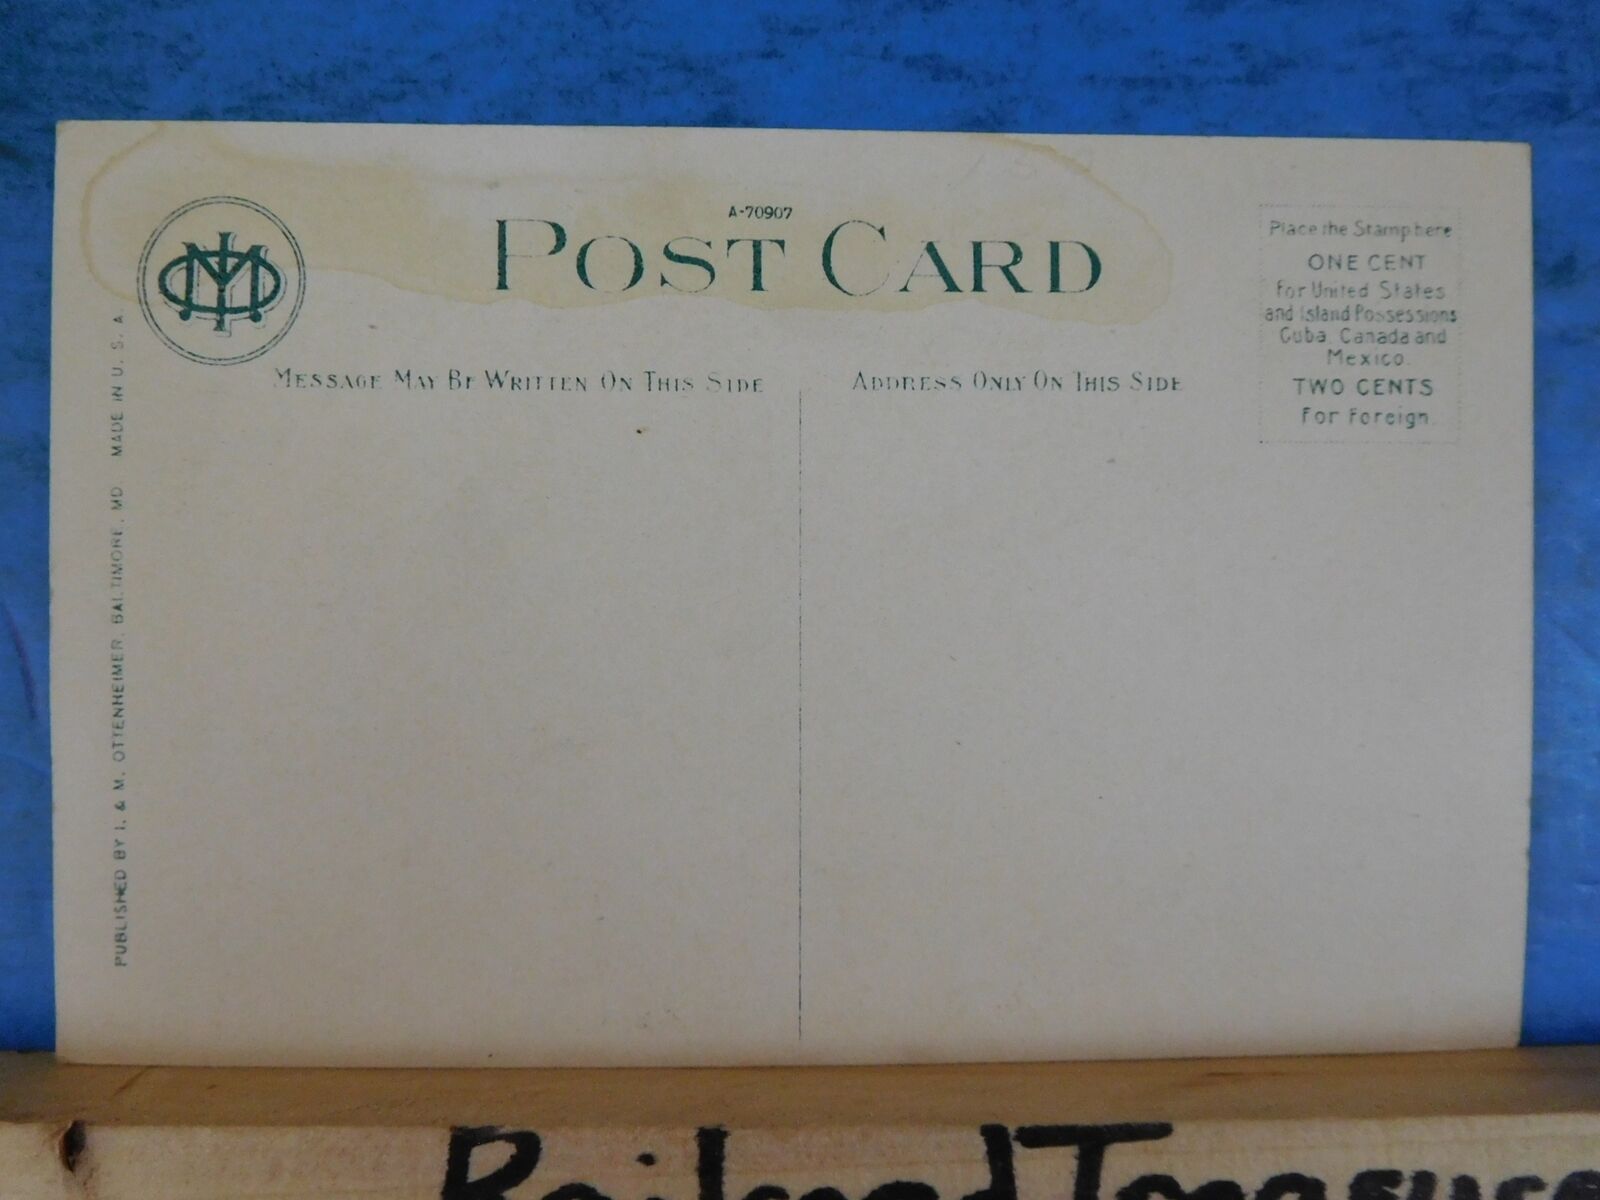 A-70907
POST CARD
Place the Stamp here
ONE CENT
For United States
and Island Possessions
Cuba, Canada and
Mexico.
TWO CENTS
For Foreign.
MESSAGE MAY BE WRITTEN ON THIS SIDE
ADDRESS ONLY ON THIS SIDE
PUBLISHED BY I. & M. OTTENHEIMER, BALTIMORE, MD MADE IN U. S. A.
Railroad Treasures